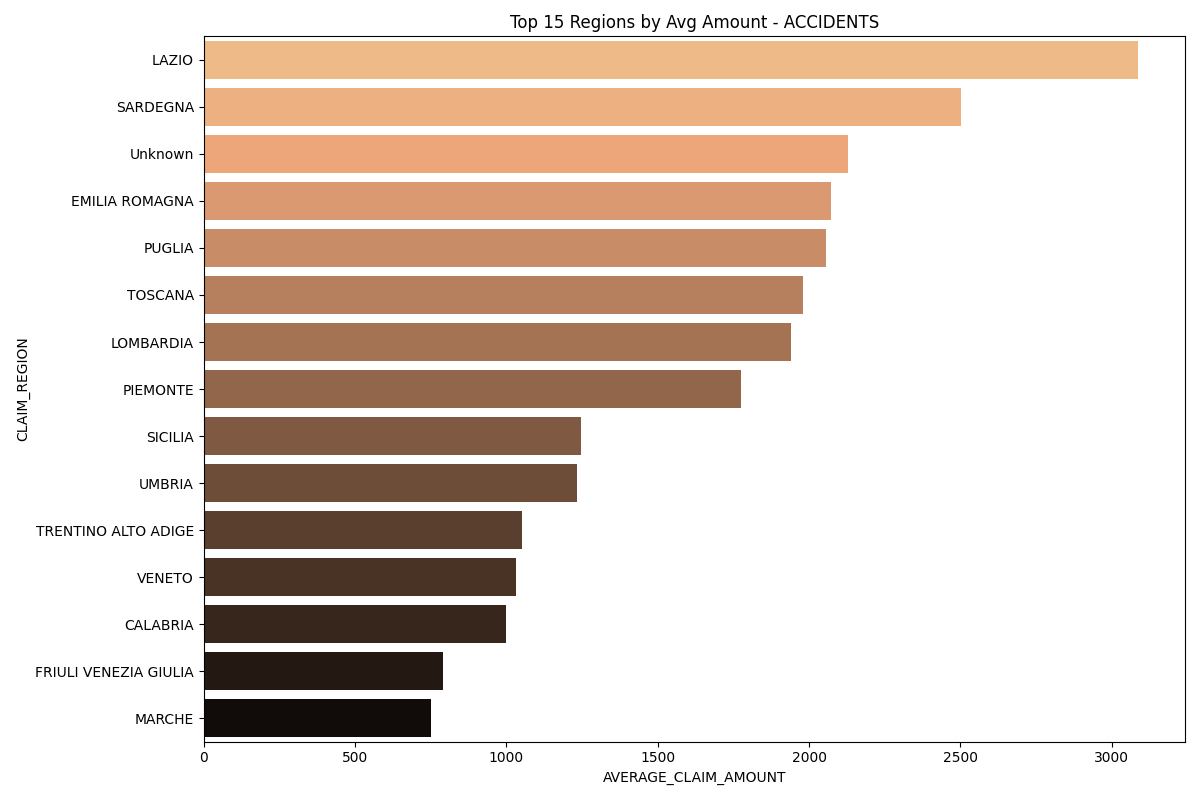 Top 15 Regions by Avg Amount - ACCIDENTS
CLAIM_REGION
LAZIO
SARDEGNA
Unknown
EMILIA ROMAGNA
PUGLIA
TOSCANA
LOMBARDIA
PIEMONTE
SICILIA
UMBRIA
TRENTINO ALTO ADIGE
VENETO
CALABRIA
FRIULI VENEZIA GIULIA
MARCHE
0 500 1000 1500 2000 2500 3000
AVERAGE_CLAIM_AMOUNT